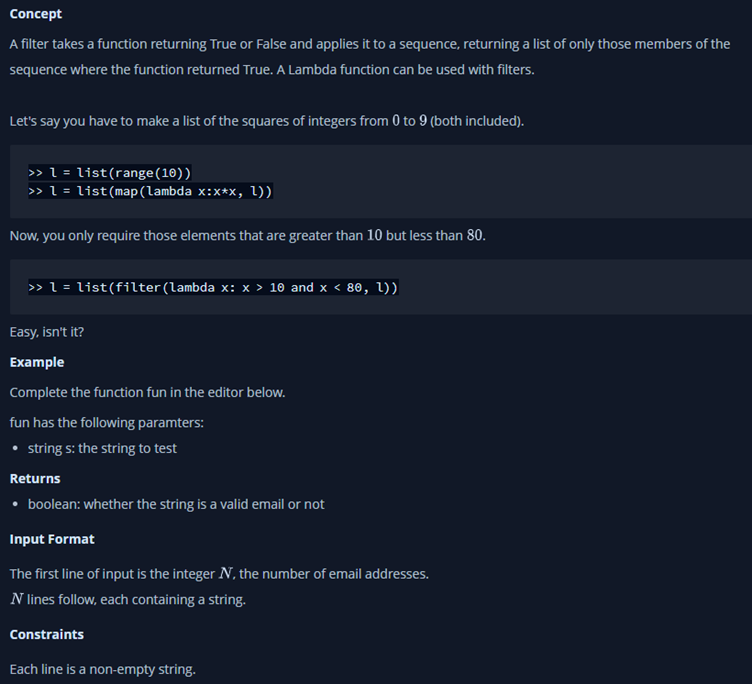 Concept
A filter takes a function returning True or False and applies it to a sequence, returning a list of only those members of the
sequence where the function returned True. A Lambda function can be used with filters.
Let's say you have to make a list of the squares of integers from 0 to 9 (both included).
>> l = list(range(10))
>> l = list(map(lambda x:x*x, l))
Now, you only require those elements that are greater than 10 but less than 80.
>> l = list(filter(lambda x: x > 10 and x < 80, l))
Easy, isn't it?
Example
Complete the function fun in the editor below.
fun has the following paramters:
• string s: the string to test
Returns
• boolean: whether the string is a valid email or not
Input Format
The first line of input is the integer N, the number of email addresses.
N lines follow, each containing a string.
Constraints
Each line is a non-empty string.